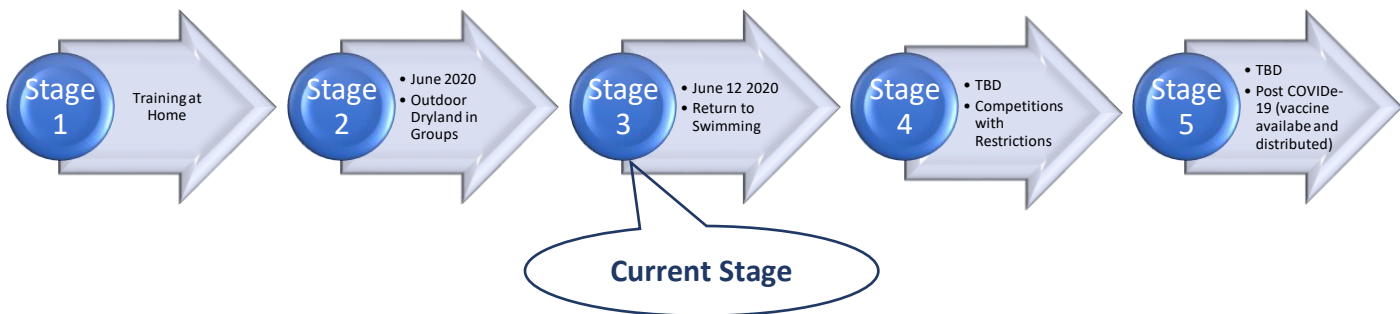 Stage
1
Training at
Home
Stage
2
• June 2020
• Outdoor
Dryland in
Groups
Stage
3
• June 12 2020
• Return to
Swimming
Stage
4
• TBD
• Competitions
with
Restrictions
Stage
5
• TBD
• Post COVIDe-
19 (vaccine
availabe and
distributed)
Current Stage